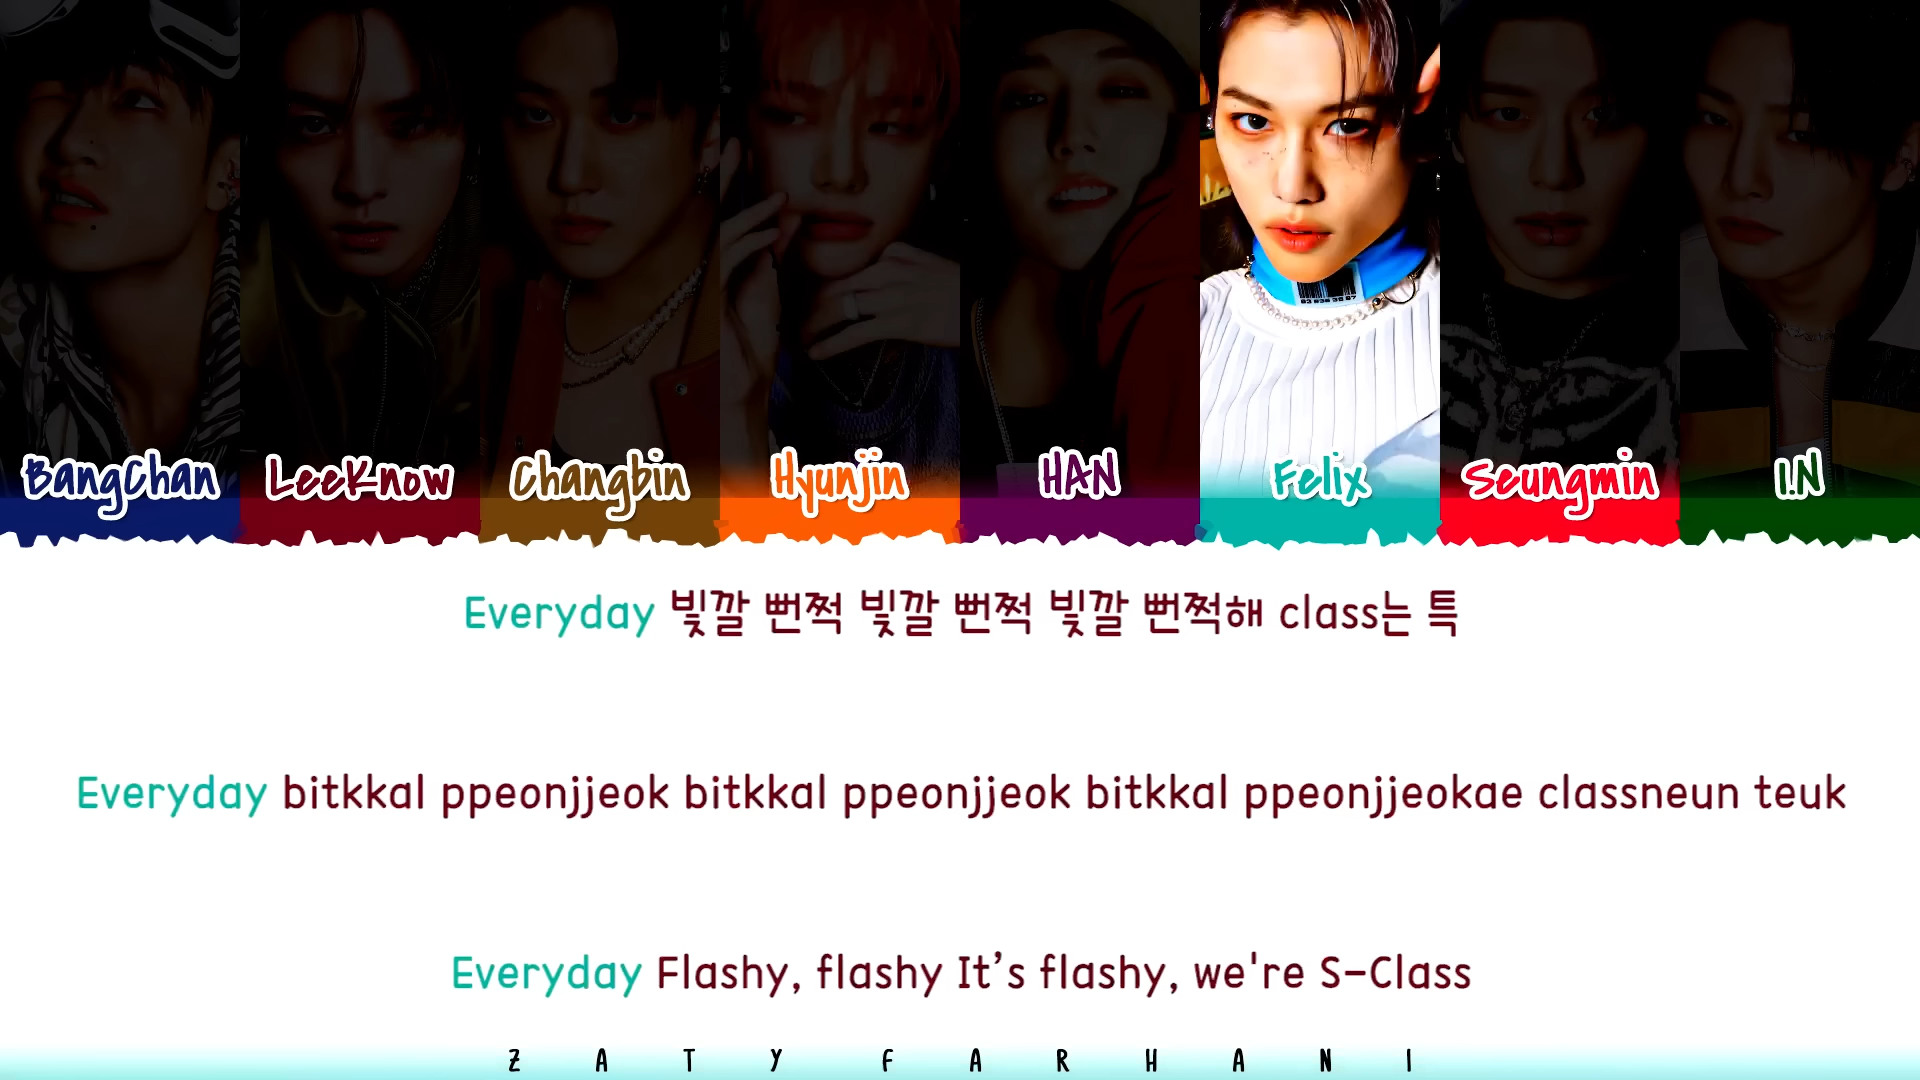 BangChan LeeKnow Changbin Hyunjin HAN Felix Seungmin I.N
Everyday 빛깔 뻔쩍 빛깔 뻔쩍 빛깔 뻔쩍해 class는 특
Everyday bitkkal ppeonjjeok bitkkal ppeonjjeok bitkkal ppeonjjeokae classneun teuk
Everyday Flashy, flashy It’s flashy, we're S-Class
ZATY FARHANI